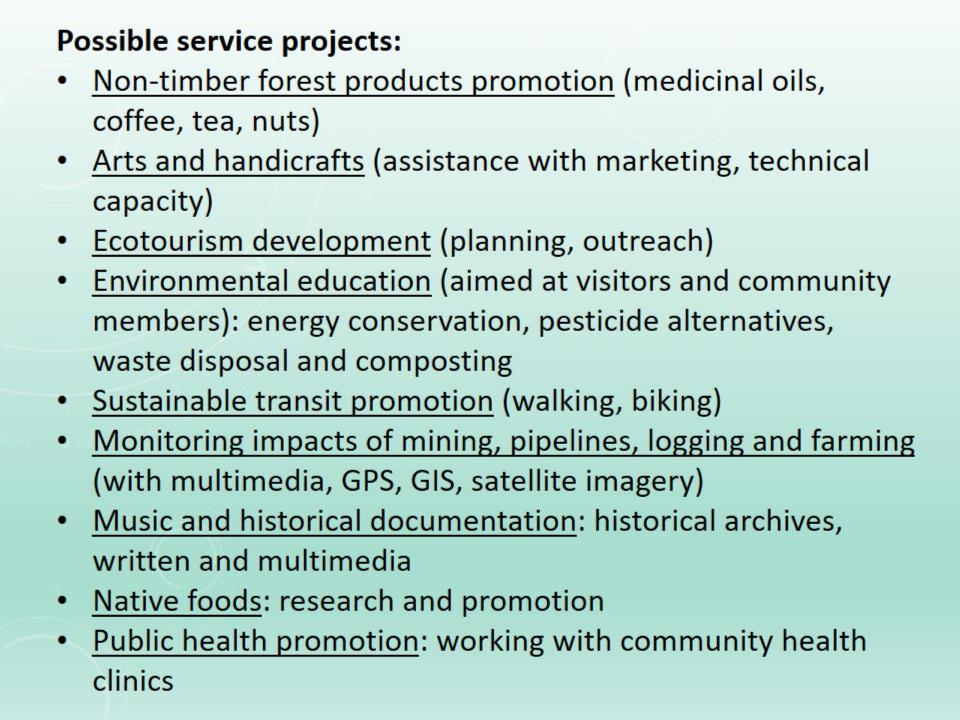 Possible service projects:
• Non-timber forest products promotion (medicinal oils,
coffee, tea, nuts)
• Arts and handicrafts (assistance with marketing, technical
capacity)
• Ecotourism development (planning, outreach)
• Environmental education (aimed at visitors and community
members): energy conservation, pesticide alternatives,
waste disposal and composting
• Sustainable transit promotion (walking, biking)
• Monitoring impacts of mining, pipelines, logging and farming
(with multimedia, GPS, GIS, satellite imagery)
• Music and historical documentation: historical archives,
written and multimedia
• Native foods: research and promotion
• Public health promotion: working with community health
clinics